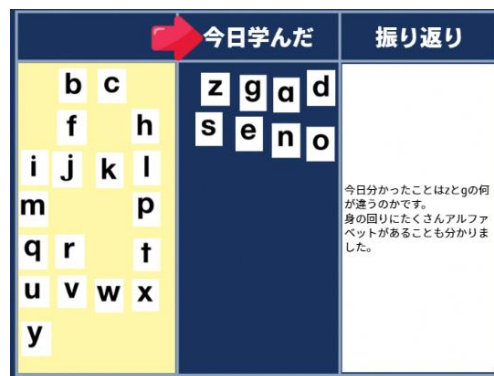 今日学んだ
振り返り
b c
f h
i j k l
m p
q r t
u v w x
y
z g a d
s e n o
今日分かったことはzとgの何
が違うのかです。
身の回りにたくさんアルファ
ベットがあることも分かりま
した。